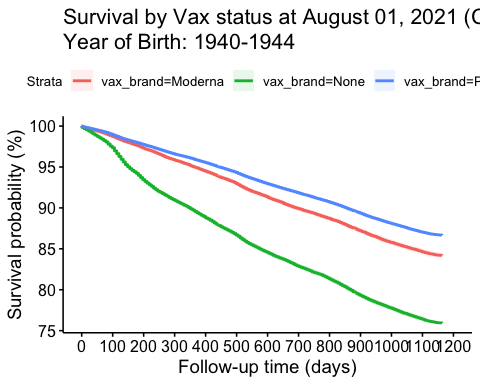 Survival by Vax status at August 01, 2021 (C
Year of Birth: 1940-1944
Strata vax_brand=Moderna vax_brand=None vax_brand=P
Survival probability (%)
100
95
90
85
80
75
0 100 200 300 400 500 600 700 800 900 1000 1100 1200
Follow-up time (days)